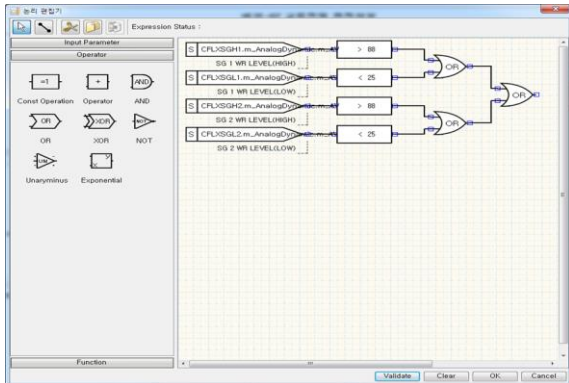 논리 편집기
Expression
Status :
Input Parameter
Operator
=1
+
AND
Const Operation
Operator
AND
OR
XOR
NOT
OR
XOR
NOT
Unaryminus
Exponential
Function
S CFLXSGH1.m_AnalogDyn
> 88
SG 1 WR LEVEL(HIGH)
S CFLXSGL1.m_AnalogDyn
< 25
SG 1 WR LEVEL(LOW)
S CFLXSGH2.m_AnalogDyn
> 88
SG 2 WR LEVEL(HIGH)
S CFLXSGL2.m_AnalogDyn
< 25
SG 2 WR LEVEL(LOW)
OR
OR
OR
Validate
Clear
OK
Cancel